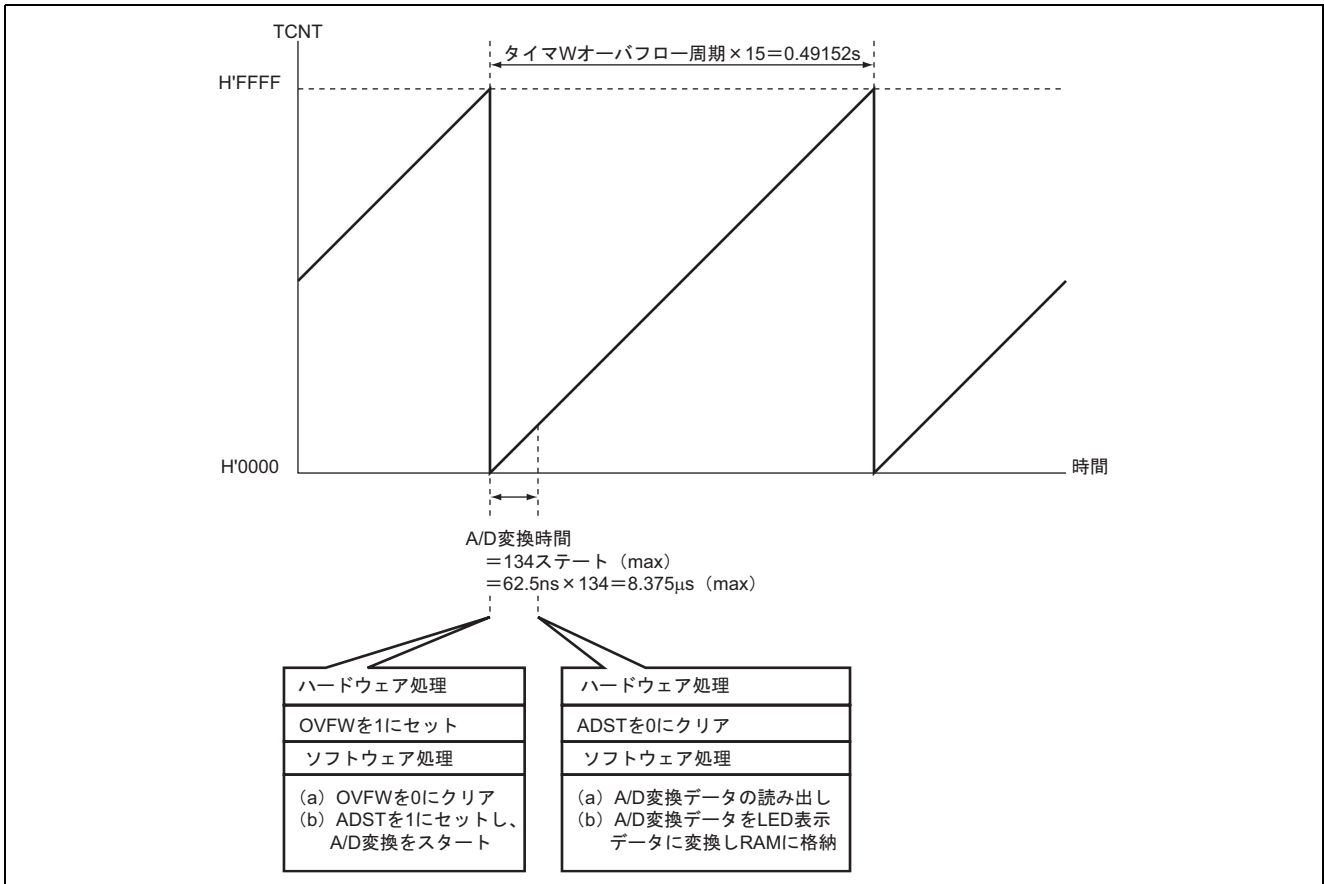 TCNT
タイマWオーバフロー周期×15＝0.49152s
H'FFFF
H'0000
時間
A/D変換時間
＝134ステート（max）
＝62.5ns×134＝8.375μs（max）
ハードウェア処理
OVFWを1にセット
ソフトウェア処理
（a）OVFWを0にクリア
（b）ADSTを1にセットし、
A/D変換をスタート
ハードウェア処理
ADSTを0にクリア
ソフトウェア処理
（a）A/D変換データの読み出し
（b）A/D変換データをLED表示
データに変換しRAMに格納